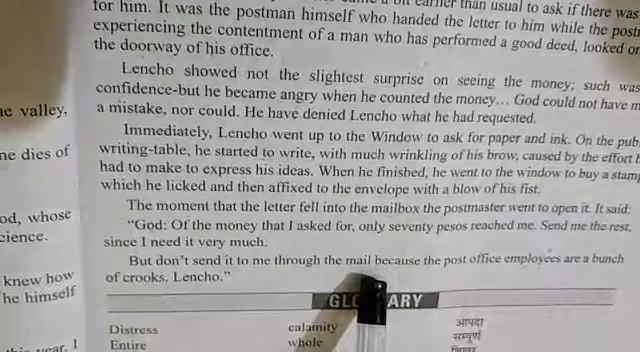 earlier than usual to ask if there was
for him. It was the postman himself who handed the letter to him while the
experiencing the contentment of a man who has performed a good deed, looked
the doorway of his office.
Lencho showed not the slightest surprise on seeing the money; such was
confidence-but he became angry when he counted the money... God could not have
a mistake, nor could. He have denied Lencho what he had requested.
Immediately, Lencho went up to the Window to ask for paper and ink. On the
writing-table, he started to write, with much wrinkling of his brow, caused by the effort
had to make to express his ideas. When he finished, he went to the window to buy a
which he licked and then affixed to the envelope with a blow of his fist.
The moment that the letter fell into the mailbox the postmaster went to open it. It said:
"God: Of the money that I asked for, only seventy pesos reached me. Send me the rest,
since I need it very much.
But don't send it to me through the mail because the post office employees are a bunch
of crooks. Lencho."
valley,
dies of
whose
knew how
he himself
year. I
ARY
Distress calamity आपदा
Entire whole सम्पूर्ण